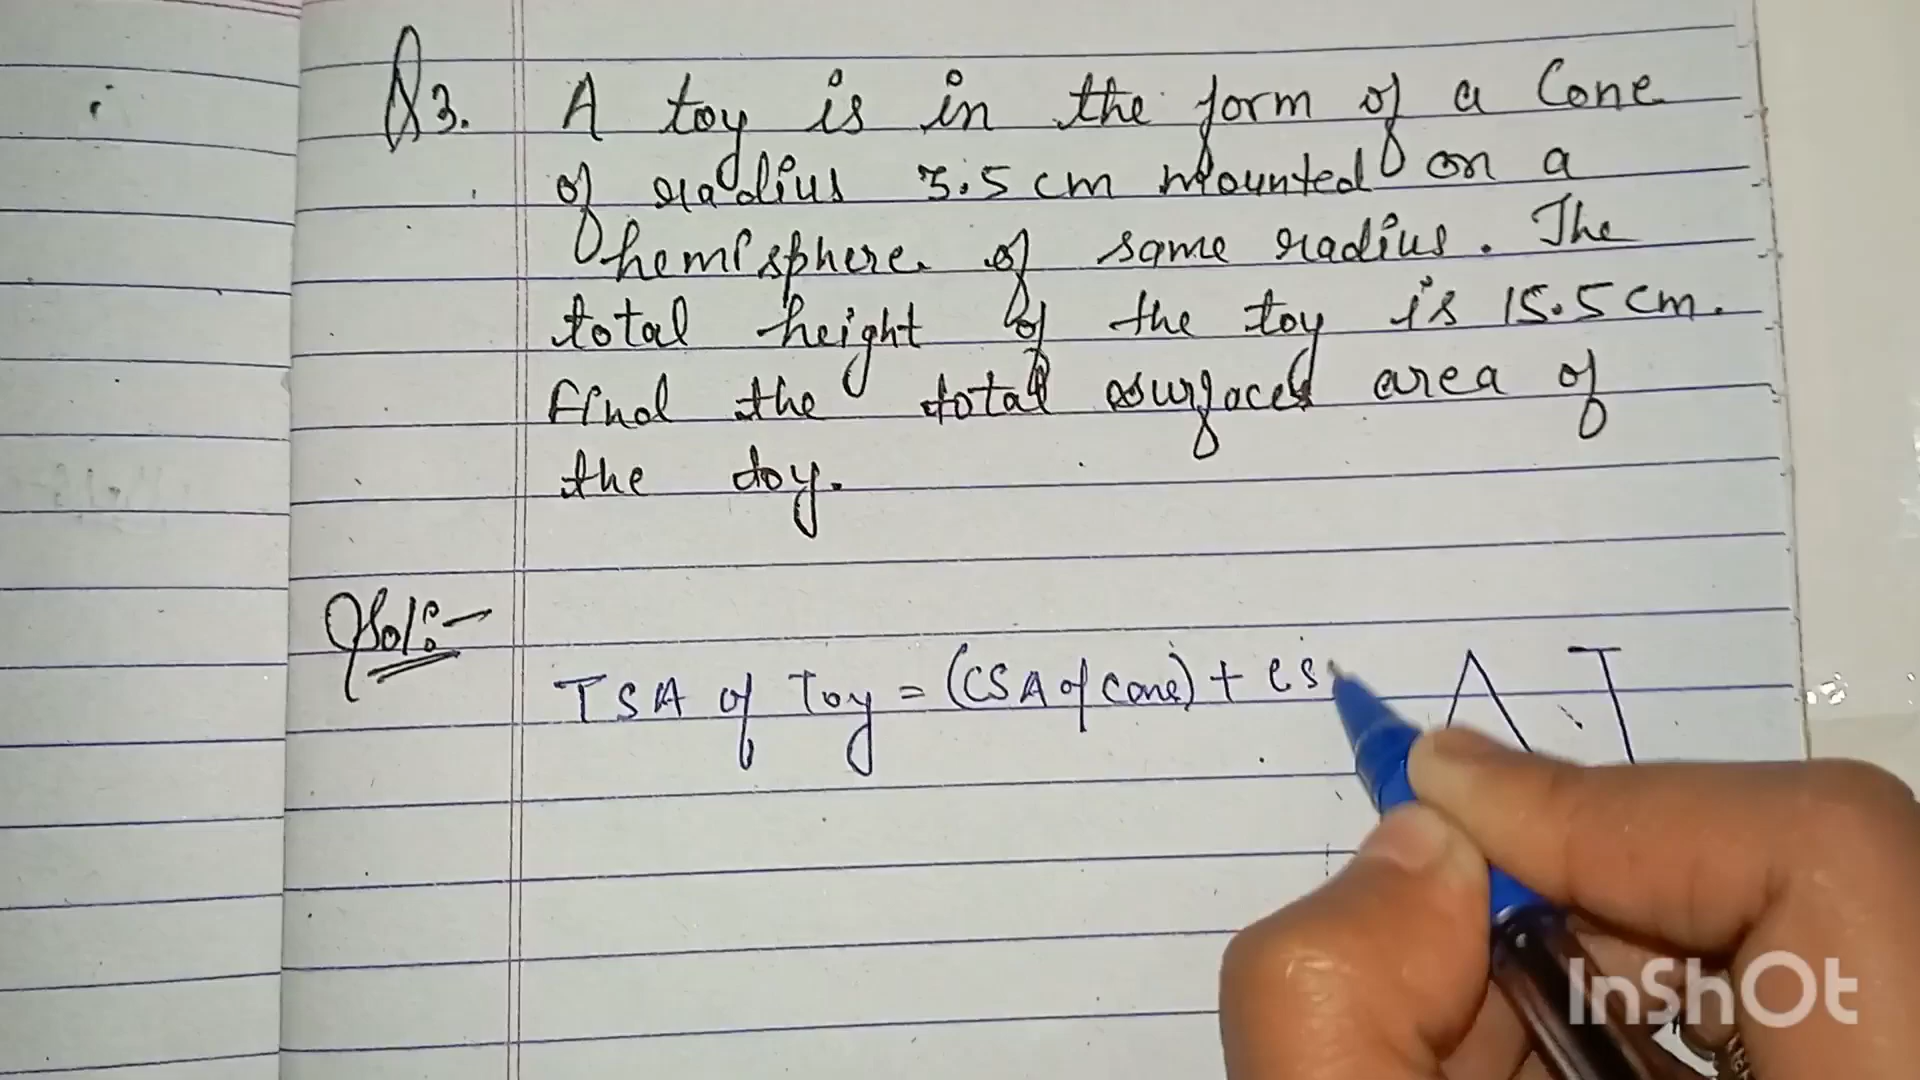 Q3. A toy is in the form of a Cone
of radius 3.5 cm mounted on a
hemisphere of same radius. The
total height of the toy is 15.5 cm.
Find the total surface area of
the toy.
Sol:-
TSA of Toy = (CSA of Cone) + CS
InShOt